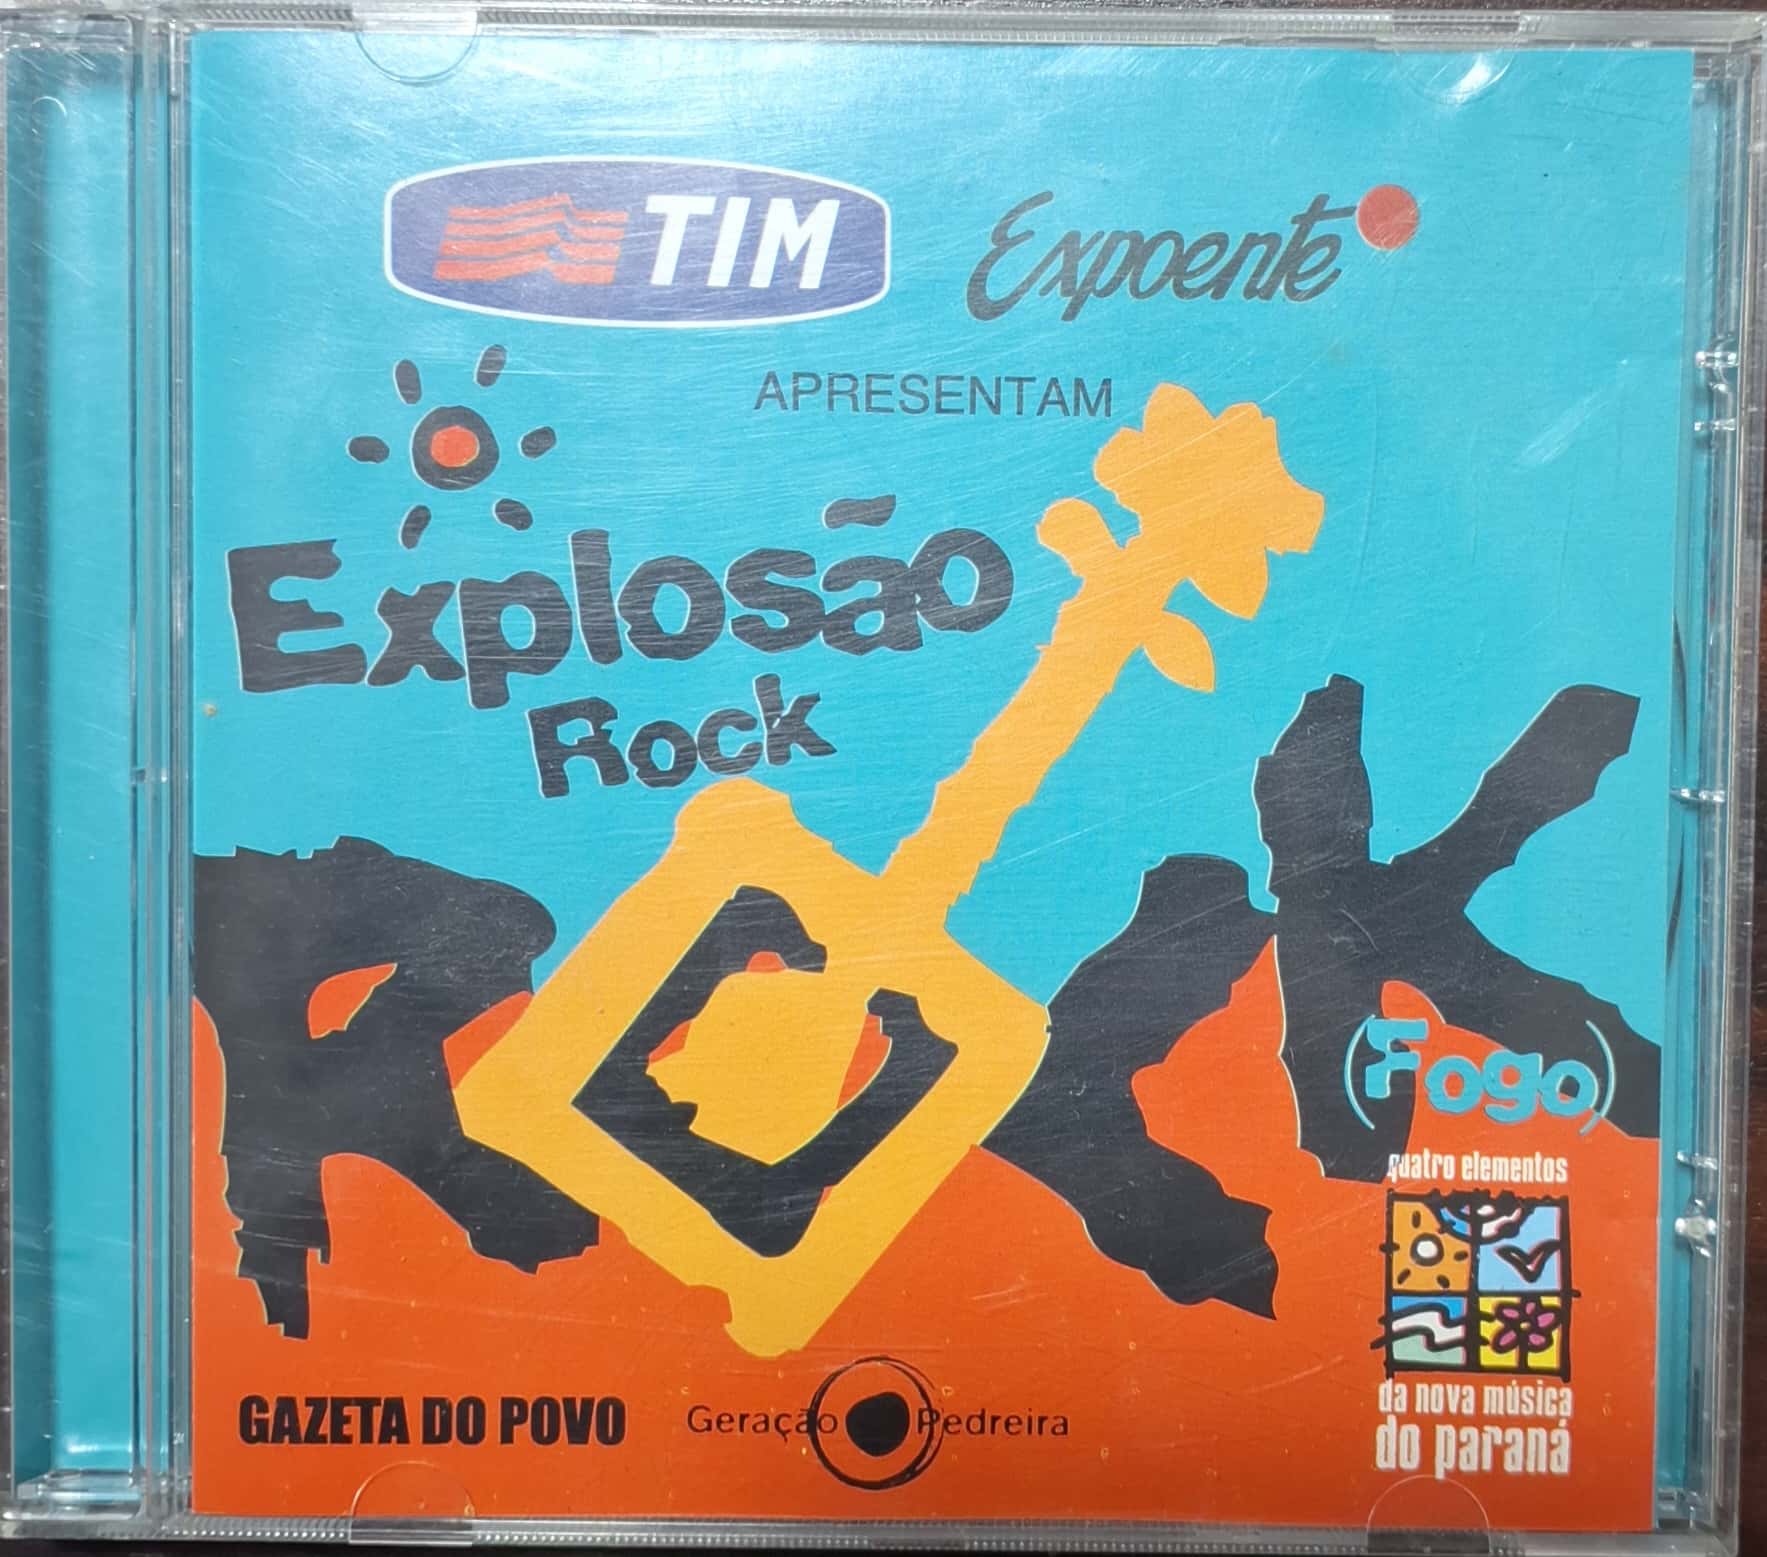 TIM Expoente
APRESENTAM
Explosão
Rock
ROCK
(Fogo)
quatro elementos
da nova música
do paraná
GAZETA DO POVO
Geração Pedreira